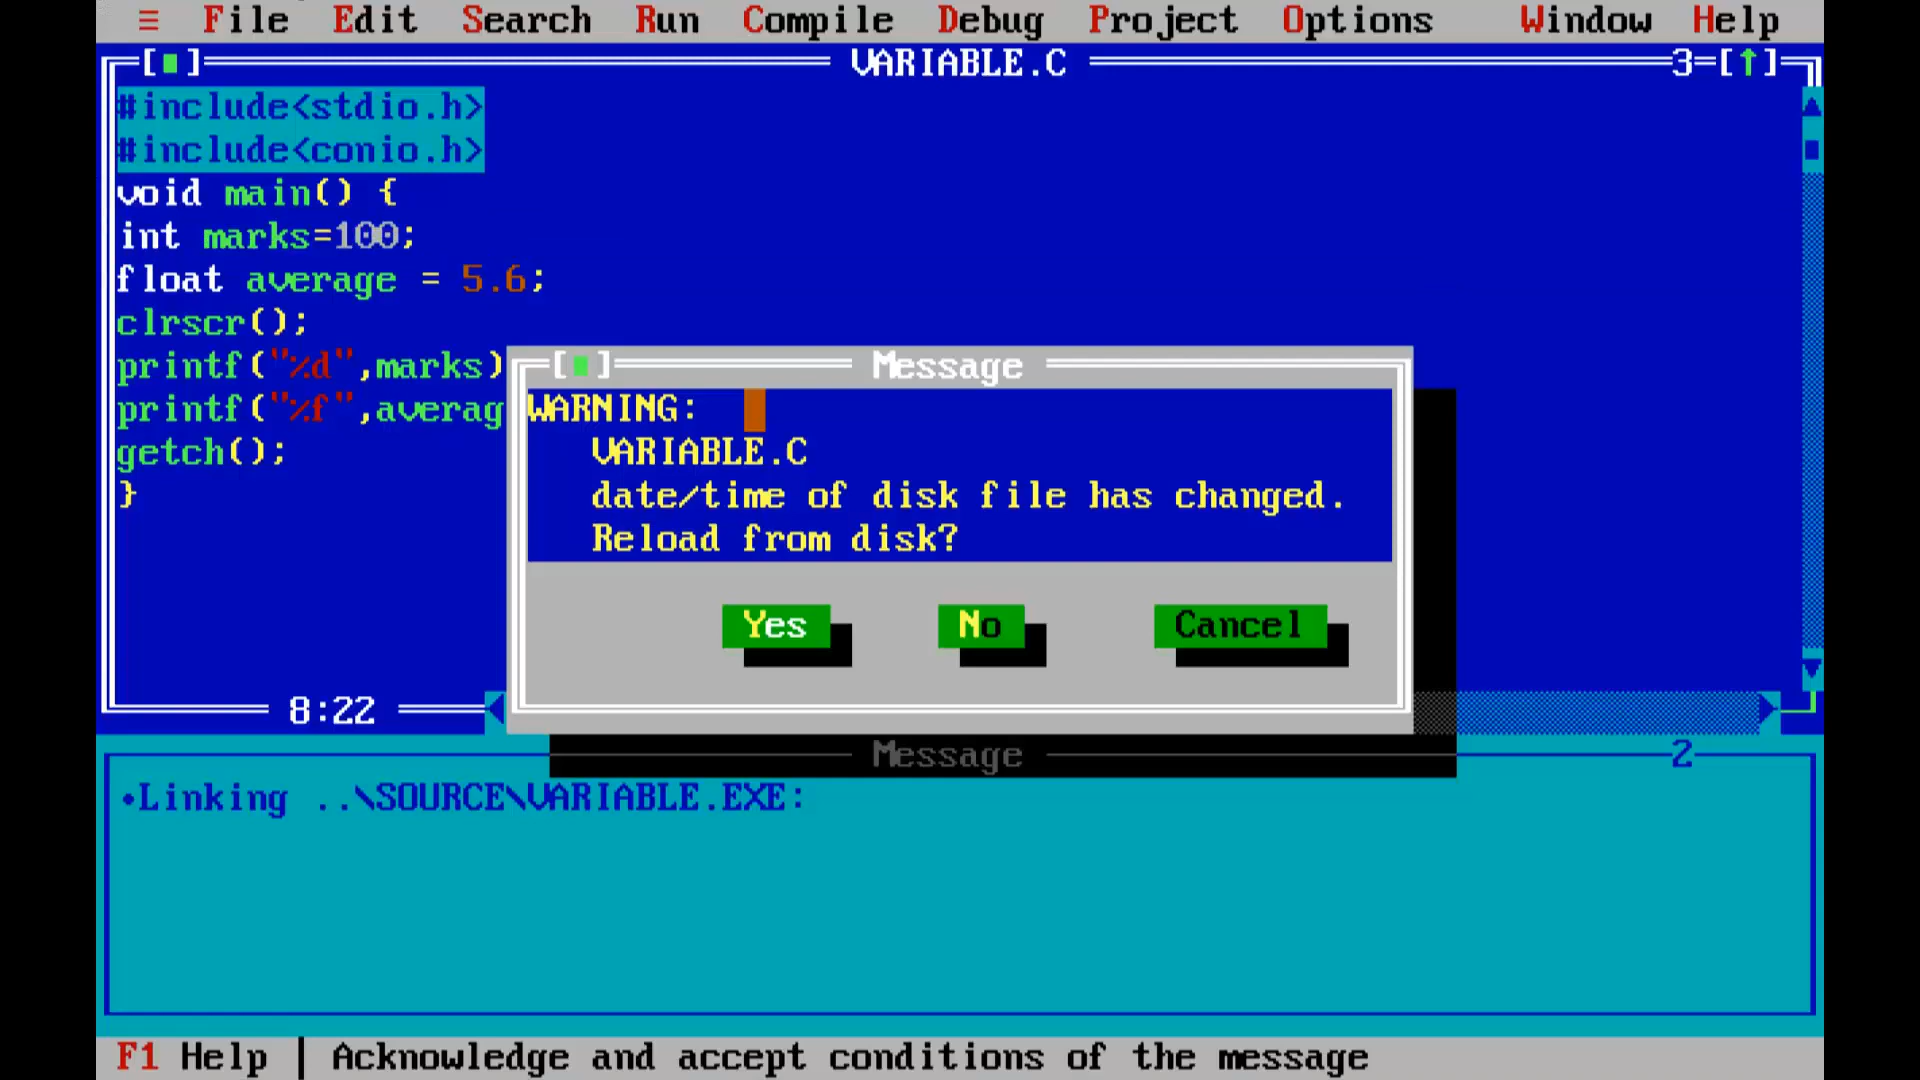 ≡ File Edit Search Run Compile Debug Project Options Window Help
[■] VARIABLE.C 3=[↑]
#include<stdio.h>
#include<conio.h>
void main() {
int marks=100;
float average = 5.6;
clrscr();
printf("%d",marks)
printf("%f",averag
getch();
}
[■] Message
WARNING:
VARIABLE.C
date/time of disk file has changed.
Reload from disk?
Yes No Cancel
8:22
Message 2
•Linking ..\SOURCE\VARIABLE.EXE:
F1 Help | Acknowledge and accept conditions of the message